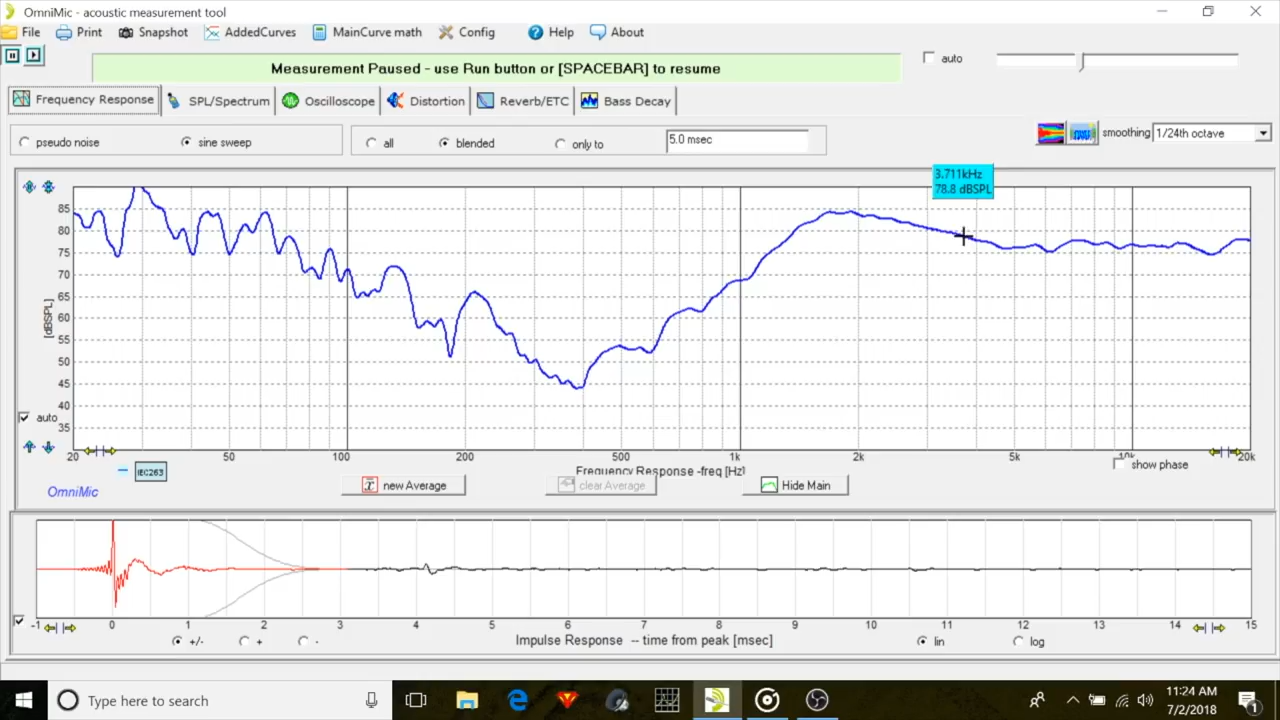 OmniMic - acoustic measurement tool
File Print Snapshot AddedCurves MainCurve math Config Help About
Measurement Paused - use Run button or [SPACEBAR] to resume
auto
Frequency Response SPL/Spectrum Oscilloscope Distortion Reverb/ETC Bass Decay
pseudo noise sine sweep all blended only to 5.0 msec smoothing 1/24th octave
3.711kHz
78.8 dBSPL
85
80
75
70
65
60
55
50
45
40
35
[dBSPL]
auto
20 50 100 200 500 1k 2k 5k 10k 20k
Frequency Response -freq [Hz]
show phase
IEC263
OmniMic
new Average clear Average Hide Main
-1 0 1 2 3 4 5 6 7 8 9 10 11 12 13 14 15
+/- + - Impulse Response -- time from peak [msec] lin log
Type here to search
11:24 AM
7/2/2018
1